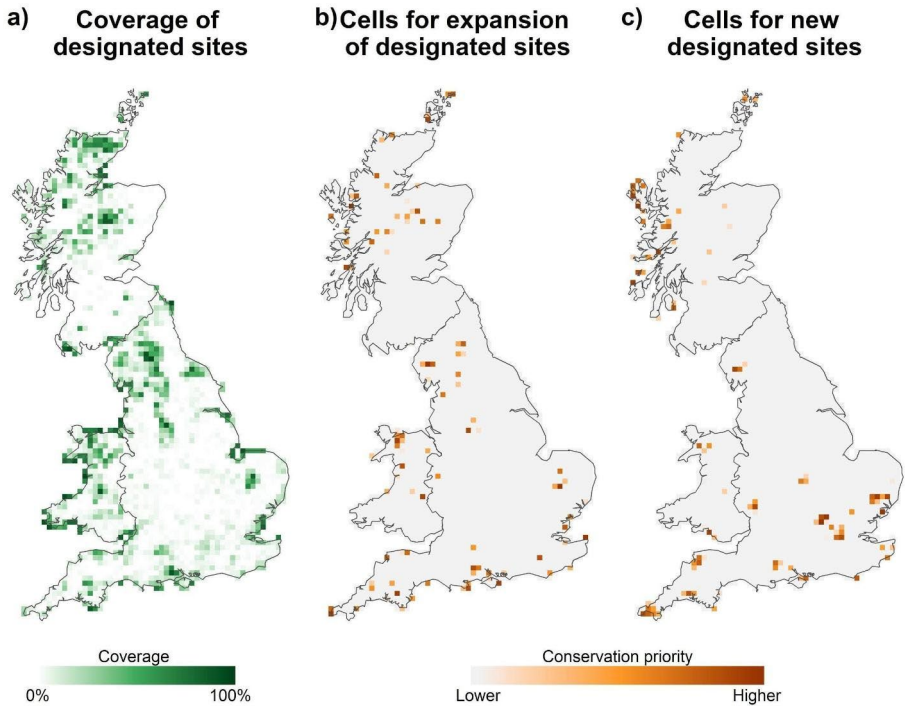 a)
Coverage of
designated sites
b)
Cells for expansion
of designated sites
c)
Cells for new
designated sites
Coverage
0%
100%
Conservation priority
Lower
Higher